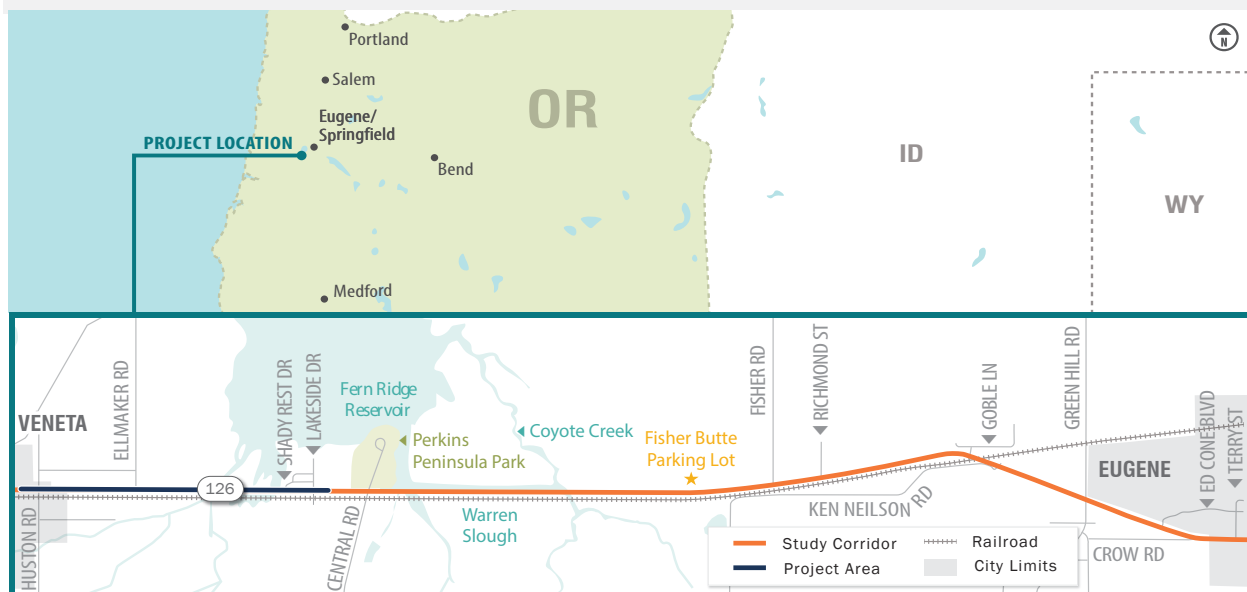 Portland
N
Salem
OR
Eugene/
Springfield
PROJECT LOCATION
Bend
ID
WY
Medford
ELLMAKER RD
SHADY REST DR
LAKESIDE DR
FISHER RD
RICHMOND ST
GOBLE LN
GREEN HILL RD
ED CONE BLVD
TERRY ST
Fern Ridge
Reservoir
VENETA
Perkins
Peninsula Park
Coyote Creek
Fisher Butte
Parking Lot
EUGENE
126
HUSTON RD
CENTRAL RD
Warren
Slough
KEN NEILSON RD
CROW RD
Study Corridor
Railroad
Project Area
City Limits